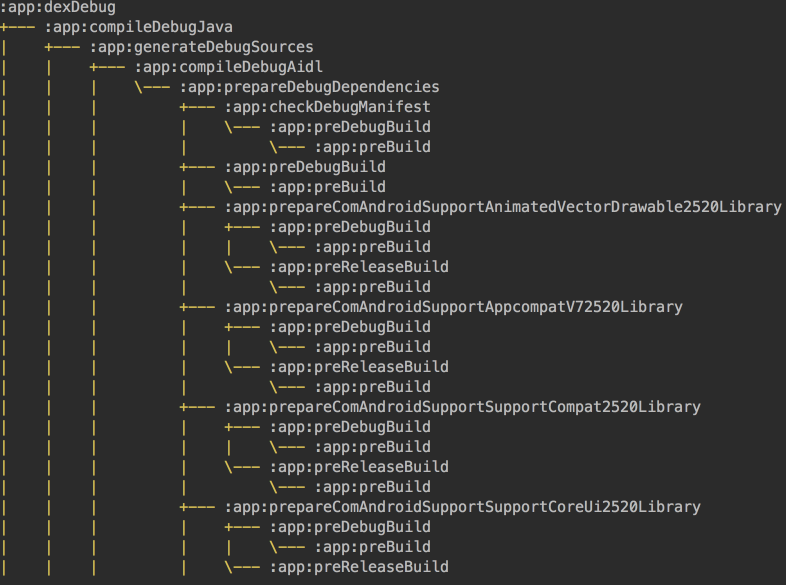 :app:dexDebug
+--- :app:compileDebugJava
|    +--- :app:generateDebugSources
|    |    +--- :app:compileDebugAidl
|    |    |    \--- :app:prepareDebugDependencies
|    |    |         +--- :app:checkDebugManifest
|    |    |         |    \--- :app:preDebugBuild
|    |    |         |         \--- :app:preBuild
|    |    |         +--- :app:preDebugBuild
|    |    |         |    \--- :app:preBuild
|    |    |         +--- :app:prepareComAndroidSupportAnimatedVectorDrawable2520Library
|    |    |         |    +--- :app:preDebugBuild
|    |    |         |    |    \--- :app:preBuild
|    |    |         |    \--- :app:preReleaseBuild
|    |    |         |         \--- :app:preBuild
|    |    |         +--- :app:prepareComAndroidSupportAppcompatV72520Library
|    |    |         |    +--- :app:preDebugBuild
|    |    |         |    |    \--- :app:preBuild
|    |    |         |    \--- :app:preReleaseBuild
|    |    |         |         \--- :app:preBuild
|    |    |         +--- :app:prepareComAndroidSupportSupportCompat2520Library
|    |    |         |    +--- :app:preDebugBuild
|    |    |         |    |    \--- :app:preBuild
|    |    |         |    \--- :app:preReleaseBuild
|    |    |         |         \--- :app:preBuild
|    |    |         +--- :app:prepareComAndroidSupportSupportCoreUi2520Library
|    |    |         |    +--- :app:preDebugBuild
|    |    |         |    |    \--- :app:preBuild
|    |    |         |    \--- :app:preReleaseBuild